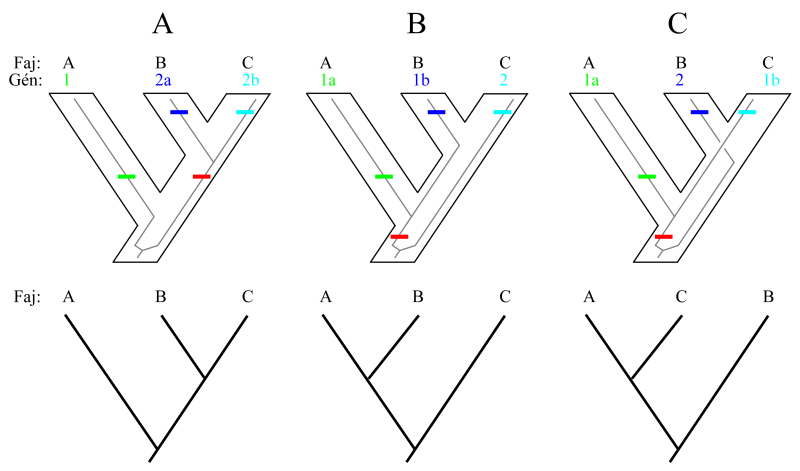 A B C
Faj: A B C A B C A B C
Gén: 1 2a 2b 1a 1b 2 1a 2 1b
Faj: A B C A B C A C B